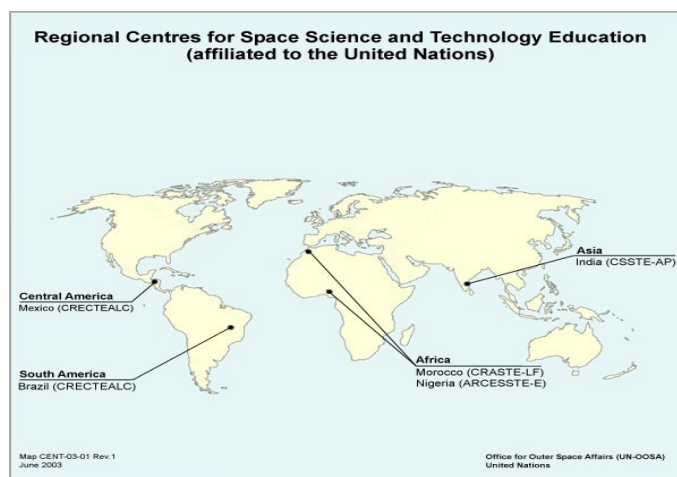 Regional Centres for Space Science and Technology Education
(affiliated to the United Nations)
Asia
India (CSSTE-AP)
Central America
Mexico (CRECTEALC)
Africa
Morocco (CRASTE-LF)
Nigeria (ARCESSTE-E)
South America
Brazil (CRECTEALC)
Map CENT-03-01 Rev.1
June 2003
Office for Outer Space Affairs (UN-OOSA)
United Nations